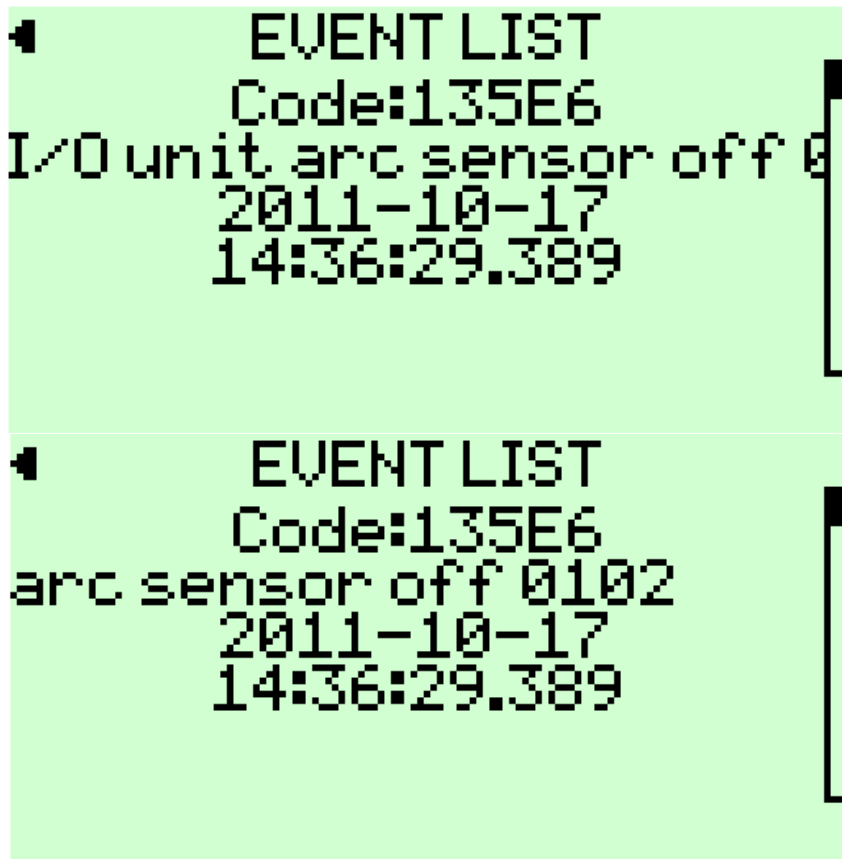 EVENT LIST
Code:135E6
I/O unit arc sensor off 0
2011-10-17
14:36:29.389
EVENT LIST
Code:135E6
arc sensor off 0102
2011-10-17
14:36:29.389